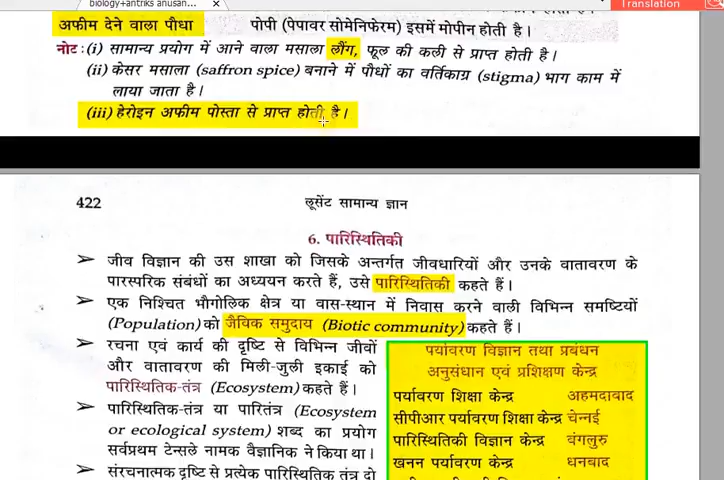 biology+antriks anusan...
Translation
अफीम देने वाला पौधा पोपी (पेपावर सोमेनिफेरम) इसमें मोपीन होती है।
नोट : (i) सामान्य प्रयोग में आने वाला मसाला लौंग, फूल की कली से प्राप्त होती है।
(ii) केसर मसाला (saffron spice) बनाने में पौधों का वर्तिकाग्र (stigma) भाग काम में
लाया जाता है।
(iii) हेरोइन अफीम पोस्ता से प्राप्त होती है।
422 लूसेंट सामान्य ज्ञान
6. पारिस्थितिकी
➢ जीव विज्ञान की उस शाखा को जिसके अन्तर्गत जीवधारियों और उनके वातावरण के
पारस्परिक संबंधों का अध्ययन करते हैं, उसे पारिस्थितिकी कहते हैं।
➢ एक निश्चित भौगोलिक क्षेत्र या वास-स्थान में निवास करने वाली विभिन्न समष्टियों
(Population) को जैविक समुदाय (Biotic community) कहते हैं।
➢ रचना एवं कार्य की दृष्टि से विभिन्न जीवों
और वातावरण की मिली-जुली इकाई को
पारिस्थितिक-तंत्र (Ecosystem) कहते हैं।
➢ पारिस्थितिक-तंत्र या पारितंत्र (Ecosystem
or ecological system) शब्द का प्रयोग
सर्वप्रथम टेन्सले नामक वैज्ञानिक ने किया था।
➢ संरचनात्मक दृष्टि से प्रत्येक पारिस्थितिक तंत्र दो
पर्यावरण विज्ञान तथा प्रबंधन
अनुसंधान एवं प्रशिक्षण केन्द्र
पर्यावरण शिक्षा केन्द्र अहमदाबाद
सीपीआर पर्यावरण शिक्षा केन्द्र चेन्नई
पारिस्थितिकी विज्ञान केन्द्र बंगलुरु
खनन पर्यावरण केन्द्र धनबाद